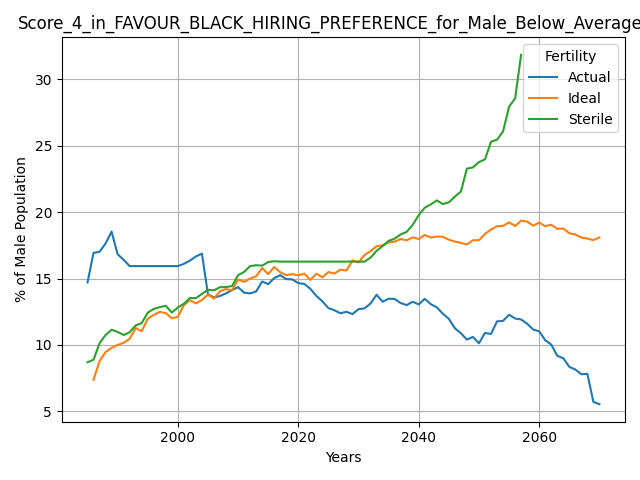 Score_4_in_FAVOUR_BLACK_HIRING_PREFERENCE_for_Male_Below_Average
Fertility
Actual
Ideal
Sterile
% of Male Population
30
25
20
15
10
5
2000 2020 2040 2060
Years